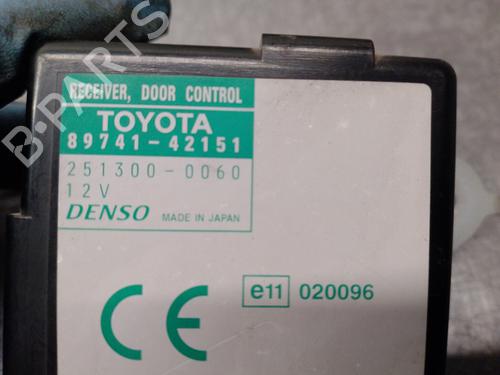 RECEIVER, DOOR CONTROL
TOYOTA
89741-42151
251300-0060
12V
DENSO MADE IN JAPAN
CE
e11 020096
B-PARTS